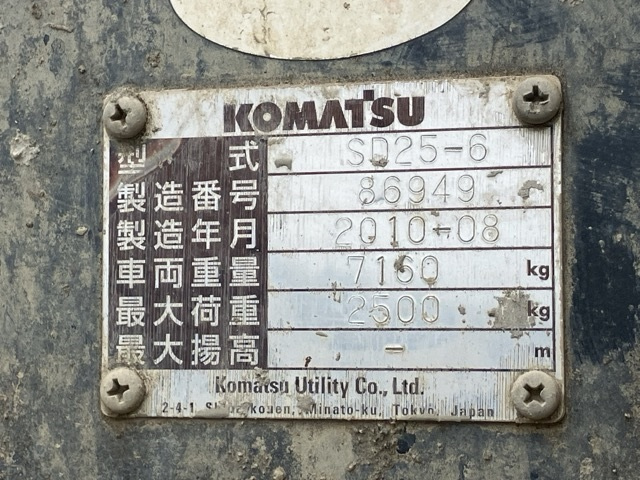 KOMATSU
型式 SD25-6
製造番号 86949
製造年月 2010-08
車両重量 7160 kg
最大荷重 2500 kg
最大揚高 - m
Komatsu Utility Co., Ltd.
2-4-1 Minato-ku, Tokyo, Japan